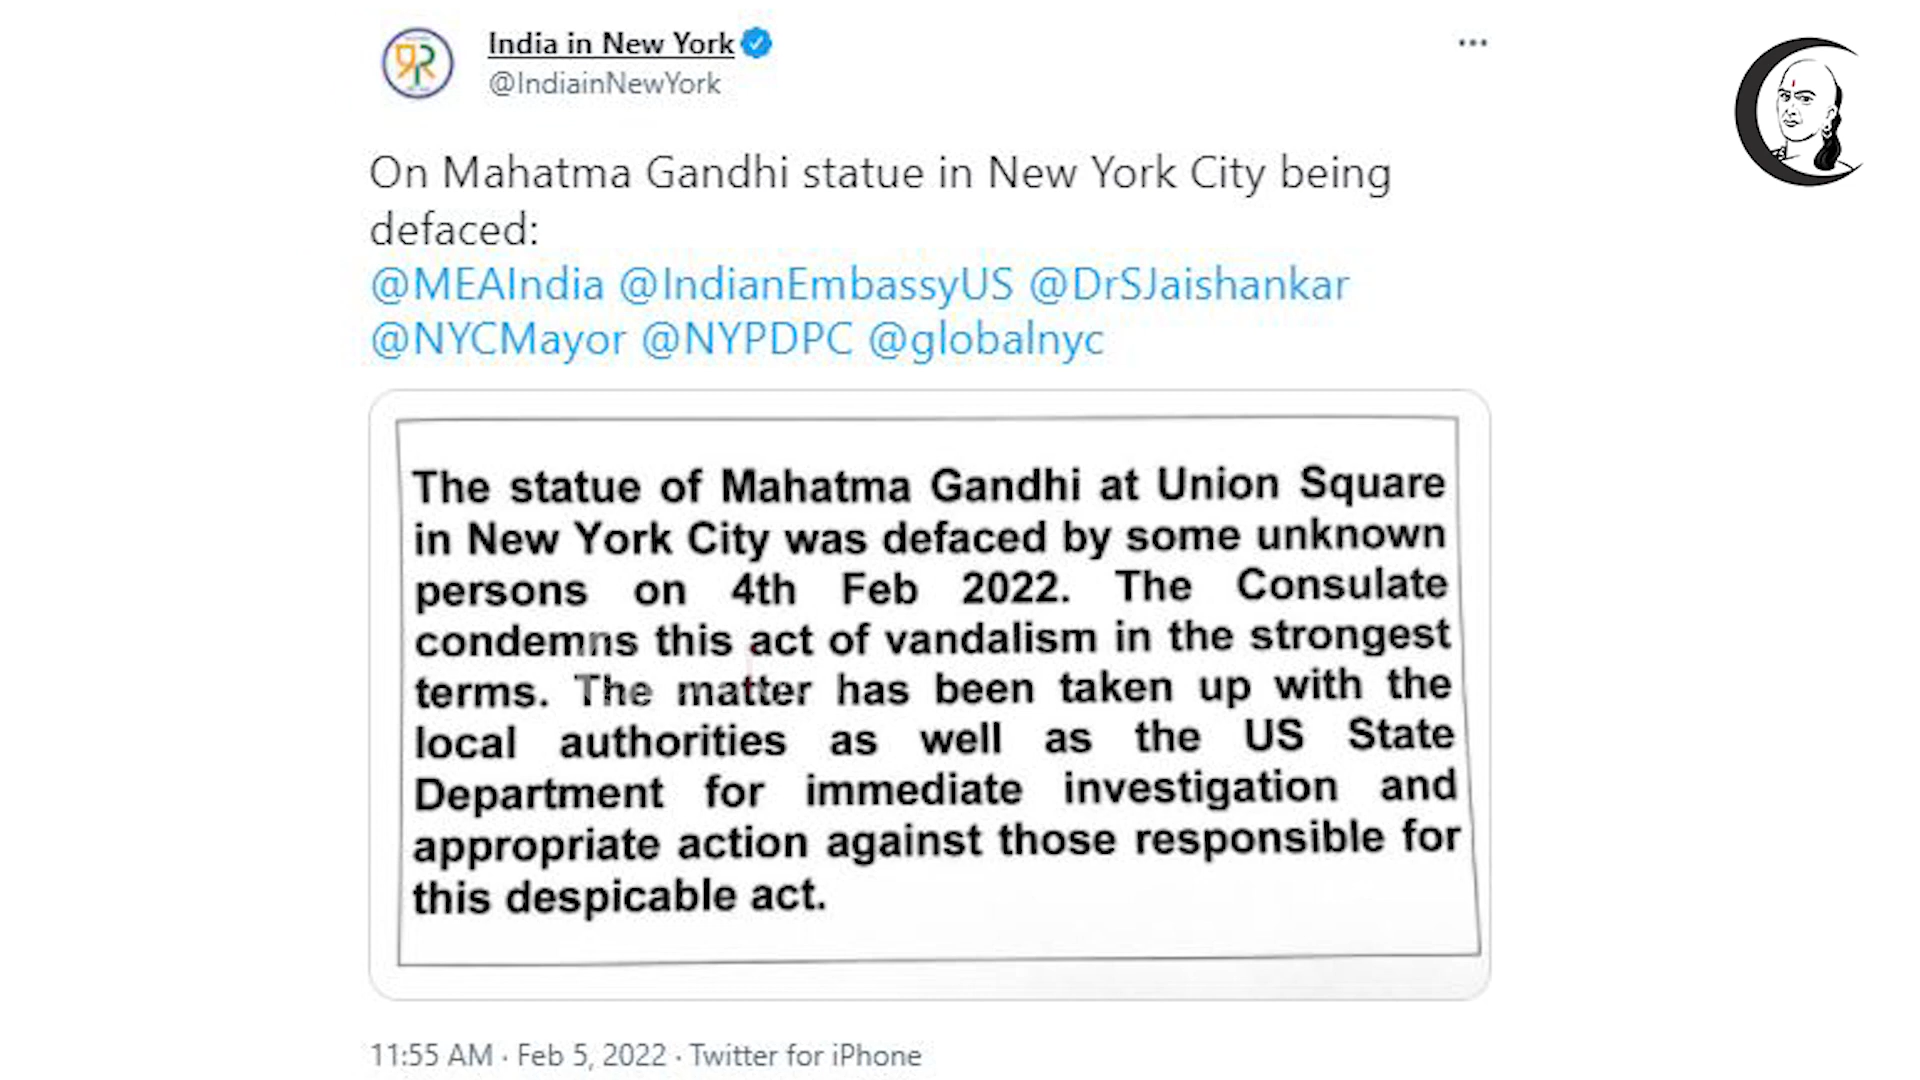 India in New York
@IndiainNewYork
On Mahatma Gandhi statue in New York City being
defaced:
@MEAIndia @IndianEmbassyUS @DrSJaishankar
@NYCMayor @NYPDPC @globalnyc
The statue of Mahatma Gandhi at Union Square
in New York City was defaced by some unknown
persons on 4th Feb 2022. The Consulate
condemns this act of vandalism in the strongest
terms. The matter has been taken up with the
local authorities as well as the US State
Department for immediate investigation and
appropriate action against those responsible for
this despicable act.
11:55 AM · Feb 5, 2022 · Twitter for iPhone